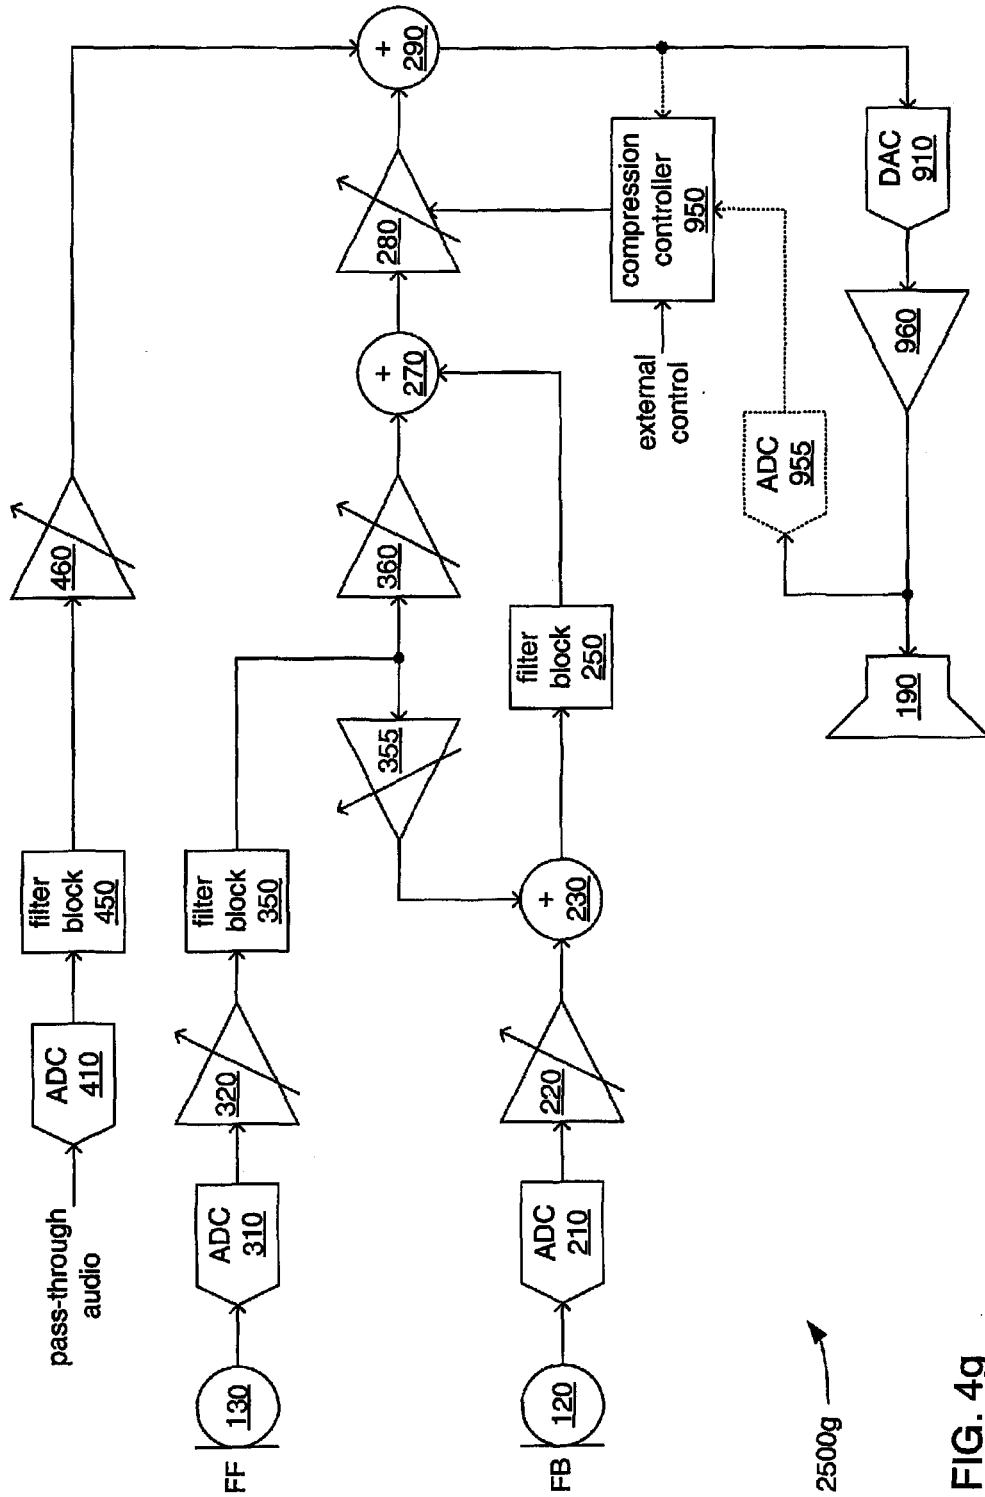 pass-through
audio
ADC
410
filter
block
450
460
FF
130
ADC
310
320
filter
block
350
355
360
+
270
280
+
290
FB
120
ADC
210
220
+
230
filter
block
250
external
control
compression
controller
950
ADC
955
DAC
910
960
190
2500g
FIG. 4g